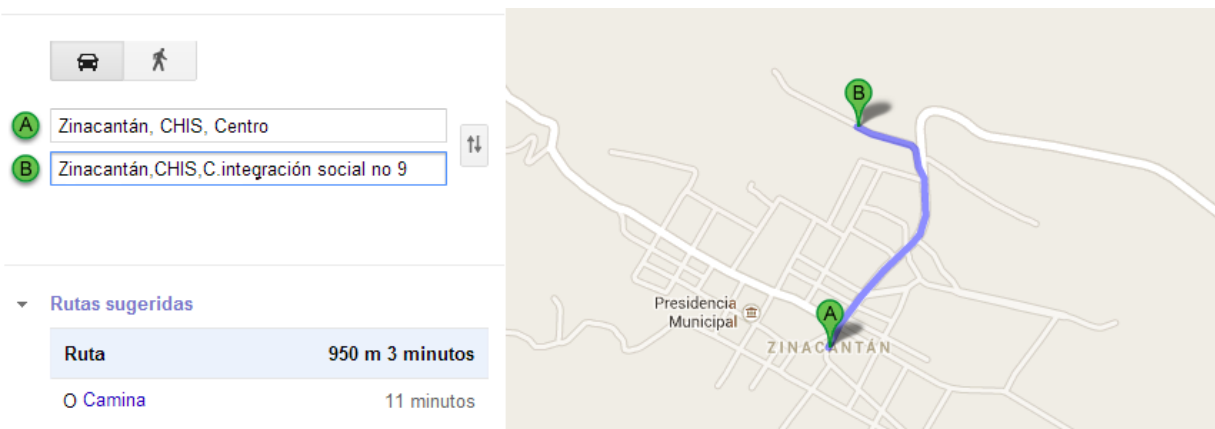 A
Zinacantán, CHIS, Centro
B
Zinacantán,CHIS,C.integración social no 9
Rutas sugeridas
Ruta 950 m 3 minutos
O Camina 11 minutos
B
Presidencia
Municipal
A
ZINACANTÁN